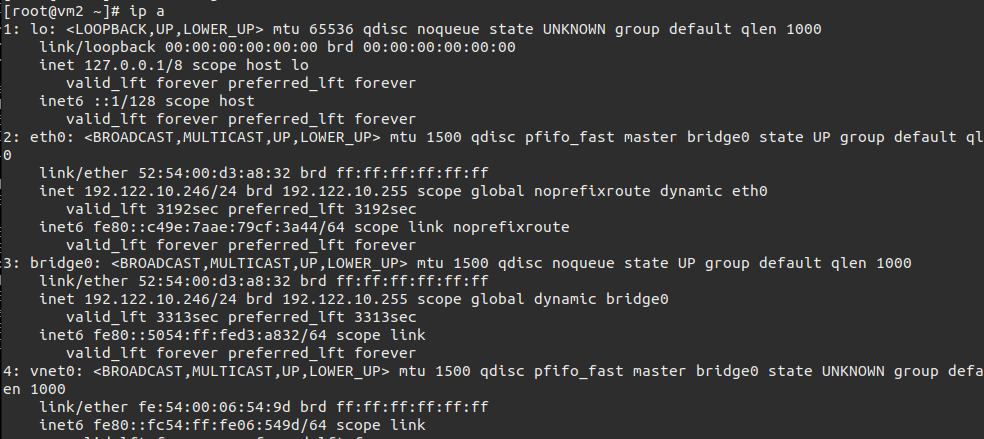 [root@vm2 ~]# ip a
1: lo: <LOOPBACK,UP,LOWER_UP> mtu 65536 qdisc noqueue state UNKNOWN group default qlen 1000
link/loopback 00:00:00:00:00:00 brd 00:00:00:00:00:00
inet 127.0.0.1/8 scope host lo
valid_lft forever preferred_lft forever
inet6 ::1/128 scope host
valid_lft forever preferred_lft forever
2: eth0: <BROADCAST,MULTICAST,UP,LOWER_UP> mtu 1500 qdisc pfifo_fast master bridge0 state UP group default ql
0
link/ether 52:54:00:d3:a8:32 brd ff:ff:ff:ff:ff:ff
inet 192.122.10.246/24 brd 192.122.10.255 scope global noprefixroute dynamic eth0
valid_lft 3192sec preferred_lft 3192sec
inet6 fe80::c49e:7aae:79cf:3a44/64 scope link noprefixroute
valid_lft forever preferred_lft forever
3: bridge0: <BROADCAST,MULTICAST,UP,LOWER_UP> mtu 1500 qdisc noqueue state UP group default qlen 1000
link/ether 52:54:00:d3:a8:32 brd ff:ff:ff:ff:ff:ff
inet 192.122.10.246/24 brd 192.122.10.255 scope global dynamic bridge0
valid_lft 3313sec preferred_lft 3313sec
inet6 fe80::5054:ff:fed3:a832/64 scope link
valid_lft forever preferred_lft forever
4: vnet0: <BROADCAST,MULTICAST,UP,LOWER_UP> mtu 1500 qdisc pfifo_fast master bridge0 state UNKNOWN group defa
en 1000
link/ether fe:54:00:06:54:9d brd ff:ff:ff:ff:ff:ff
inet6 fe80::fc54:ff:fe06:549d/64 scope link